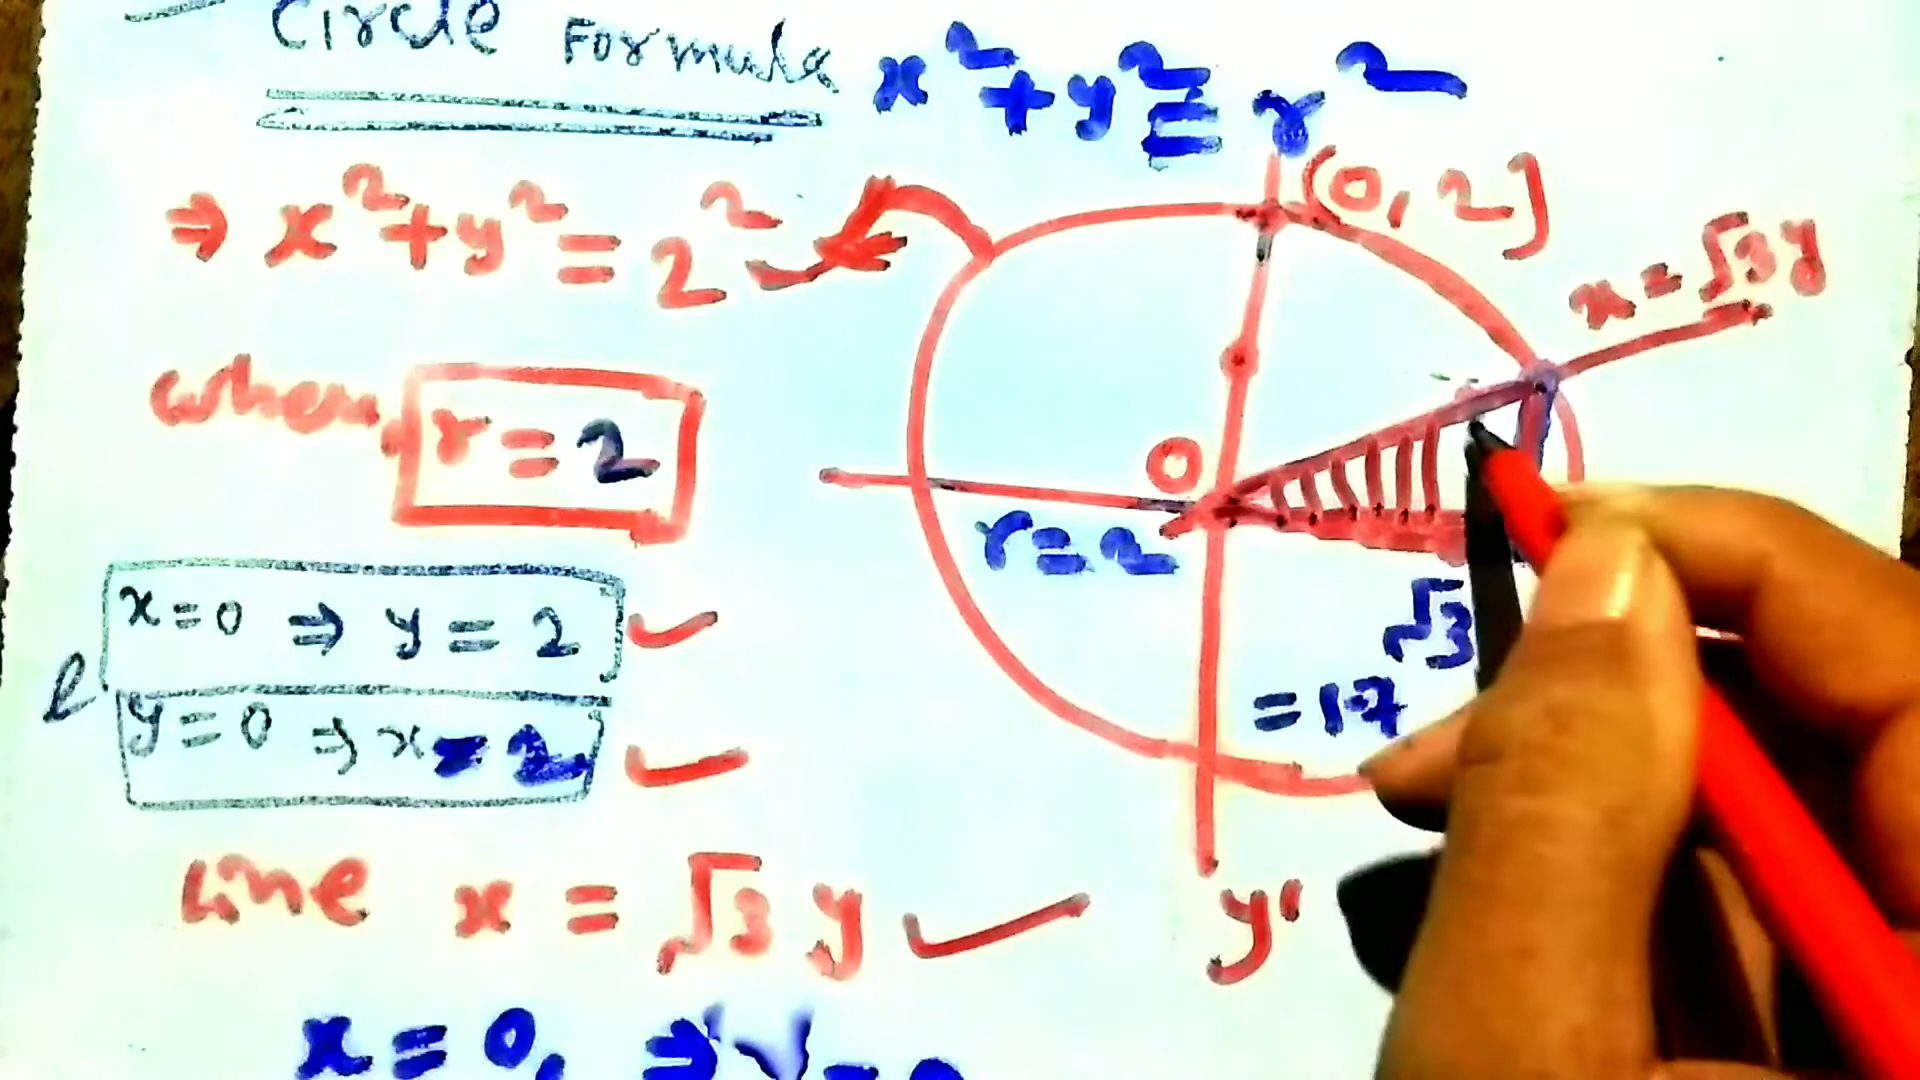 Circle Formula x²+y²=r²
(0,2)
⇒ x²+y²=2²
x=√3y
when r=2
O
r=2
√3
=1.7
x=0 ⇒ y=2
y=0 ⇒ x=2
Line x=√3y
y'
x=0, ⇒ y=0